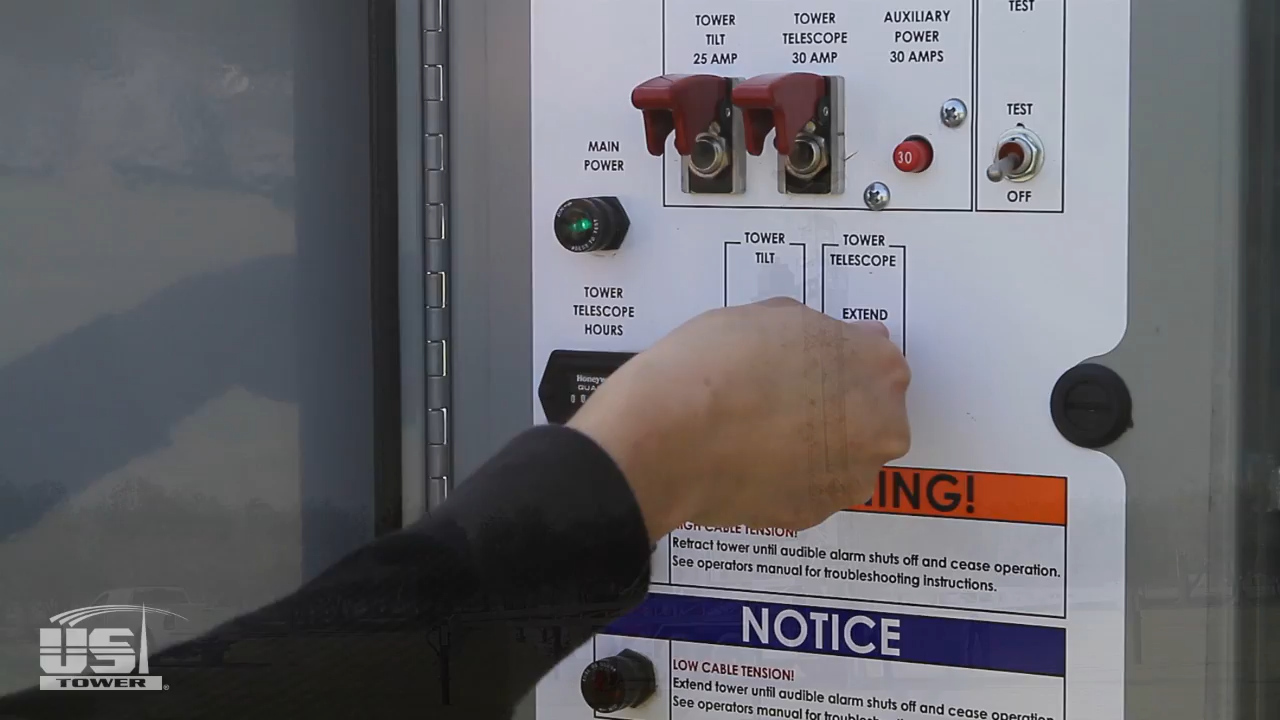 TEST
TOWER
TILT
25 AMP
TOWER
TELESCOPE
30 AMP
AUXILIARY
POWER
30 AMPS
TEST
OFF
30
MAIN
POWER
TOWER
TILT
TOWER
TELESCOPE
EXTEND
TOWER
TELESCOPE
HOURS
ING!
HIGH CABLE TENSION!
Retract tower until audible alarm shuts off and cease operation.
See operators manual for troubleshooting instructions.
NOTICE
LOW CABLE TENSION!
Extend tower until audible alarm shuts off and cease operation
See operators manual for
US
TOWER